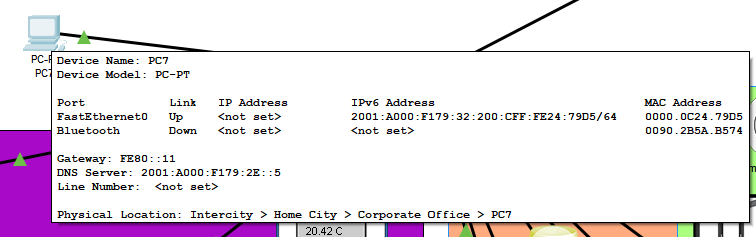 PC-P
PC7
Device Name: PC7
Device Model: PC-PT
Port Link IP Address IPv6 Address MAC Address
FastEthernet0 Up <not set> 2001:A000:F179:32:200:CFF:FE24:79D5/64 0000.0C24.79D5
Bluetooth Down <not set> <not set> 0090.2B5A.B574
Gateway: FE80::11
DNS Server: 2001:A000:F179:2E::5
Line Number: <not set>
Physical Location: Intercity > Home City > Corporate Office > PC7
20.42 C